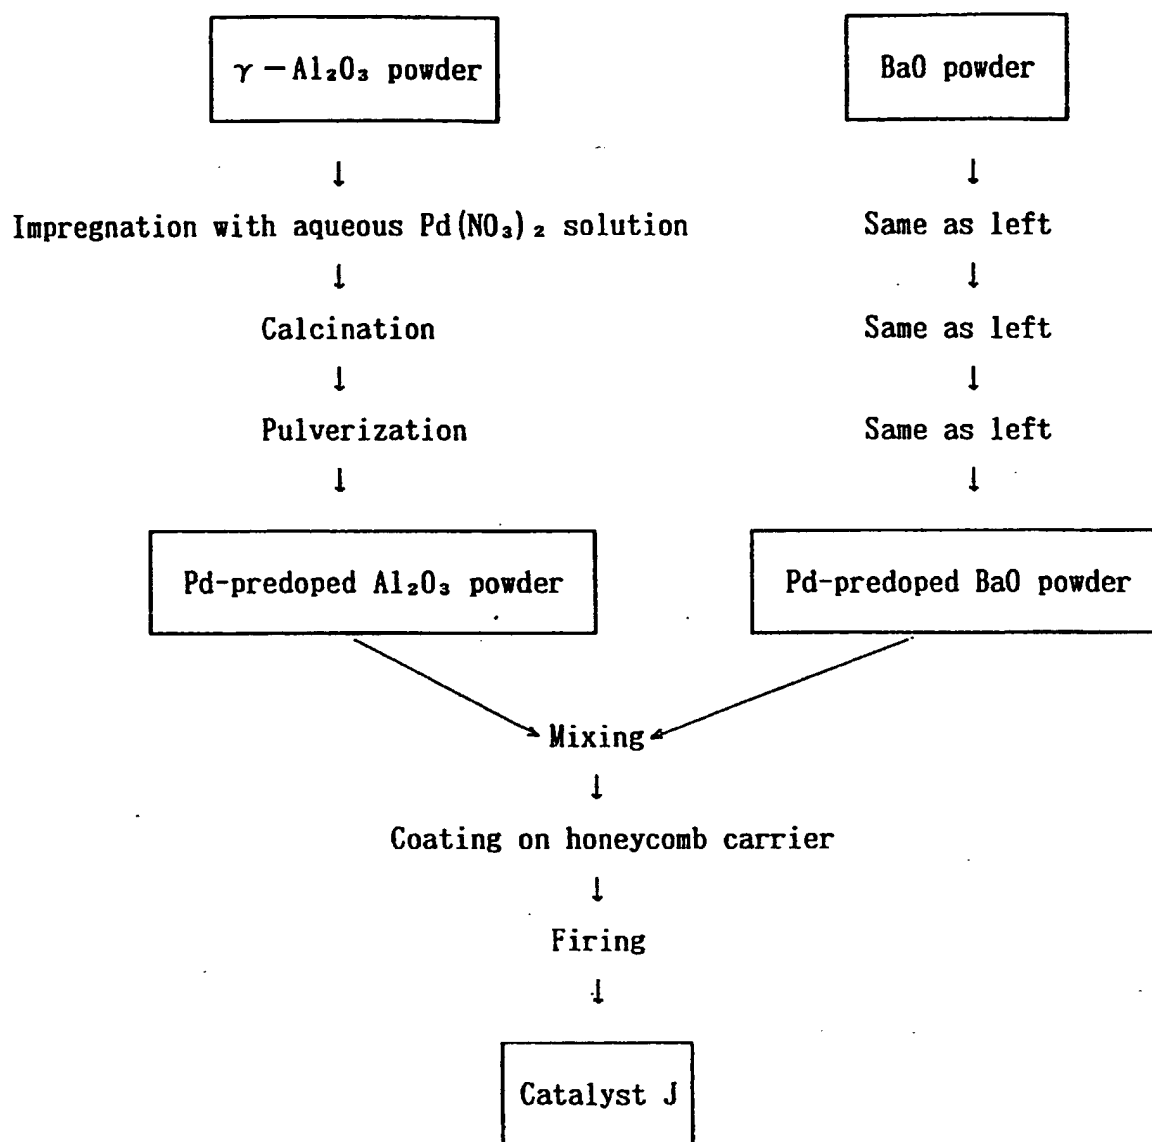 γ-Al₂O₃ powder BaO powder
↓ ↓
Impregnation with aqueous Pd(NO₃)₂ solution Same as left
↓ ↓
Calcination Same as left
↓ ↓
Pulverization Same as left
↓ ↓
Pd-predoped Al₂O₃ powder Pd-predoped BaO powder
Mixing
↓
Coating on honeycomb carrier
↓
Firing
↓
Catalyst J